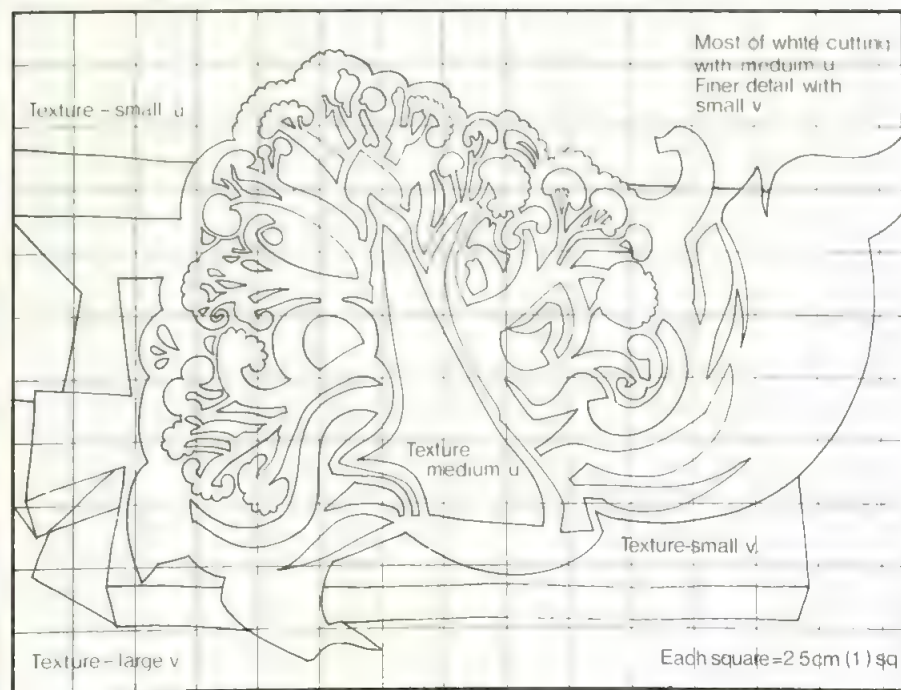 Most of white cutting
with meduim u
Finer detail with
small v
Texture – small u
Texture
medium u
Texture-small v
Texture – large v
Each square=2 5cm (1) sq